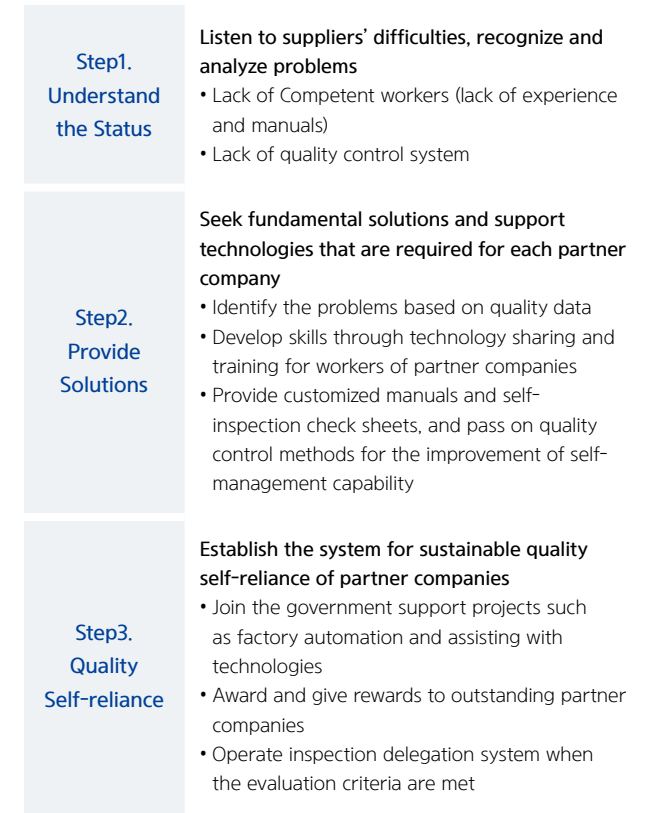 Step1.
Understand
the Status
Listen to suppliers’ difficulties, recognize and
analyze problems
• Lack of Competent workers (lack of experience
and manuals)
• Lack of quality control system
Step2.
Provide
Solutions
Seek fundamental solutions and support
technologies that are required for each partner
company
• Identify the problems based on quality data
• Develop skills through technology sharing and
training for workers of partner companies
• Provide customized manuals and self-
inspection check sheets, and pass on quality
control methods for the improvement of self-
management capability
Step3.
Quality
Self-reliance
Establish the system for sustainable quality
self-reliance of partner companies
• Join the government support projects such
as factory automation and assisting with
technologies
• Award and give rewards to outstanding partner
companies
• Operate inspection delegation system when
the evaluation criteria are met